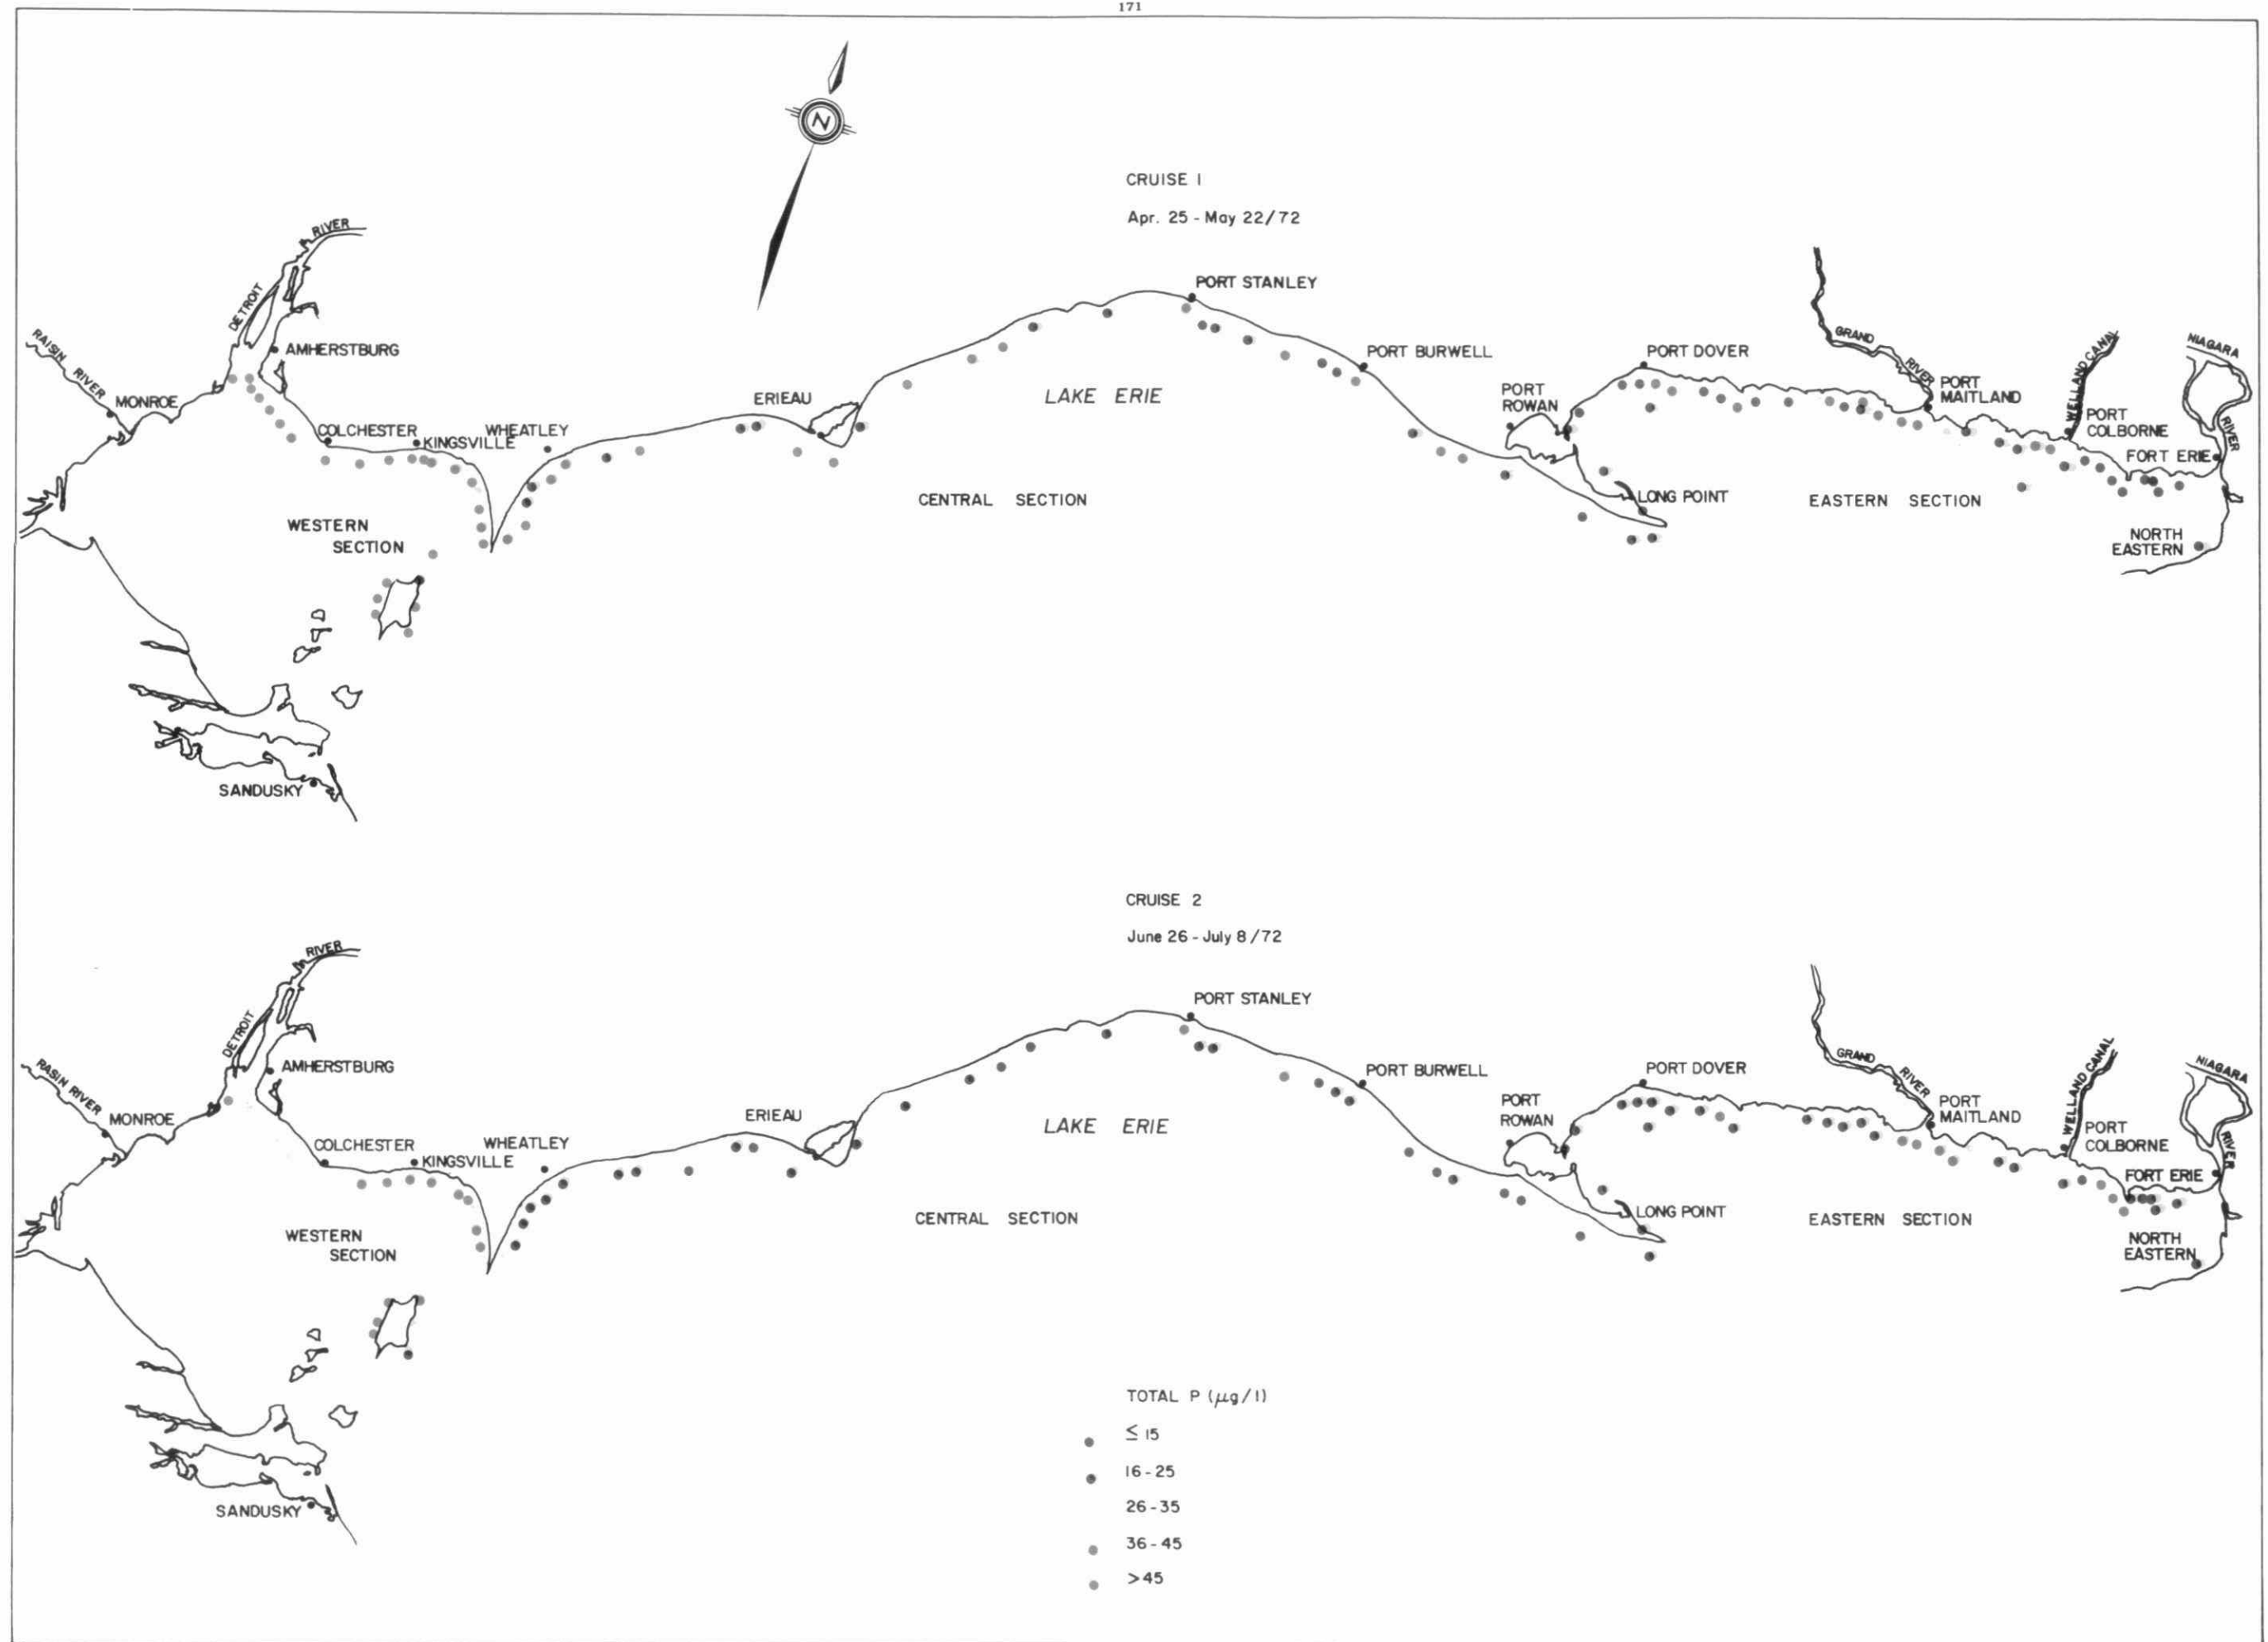 171
N
CRUISE 1
Apr. 25 - May 22/72
RIVER
DETROIT
RAISIN RIVER
MONROE
AMHERSTBURG
COLCHESTER
KINGSVILLE
WHEATLEY
ERIEAU
PORT STANLEY
PORT BURWELL
LAKE ERIE
PORT
ROWAN
PORT DOVER
GRAND
RIVER
PORT
MAITLAND
WELLAND CANAL
PORT
COLBORNE
NIAGARA
RIVER
FORT ERIE
LONG POINT
WESTERN
SECTION
CENTRAL SECTION
EASTERN SECTION
NORTH
EASTERN
SANDUSKY
CRUISE 2
June 26 - July 8/72
RIVER
DETROIT
RASIN RIVER
MONROE
AMHERSTBURG
COLCHESTER
KINGSVILLE
WHEATLEY
ERIEAU
PORT STANLEY
PORT BURWELL
LAKE ERIE
PORT
ROWAN
PORT DOVER
GRAND
RIVER
PORT
MAITLAND
WELLAND CANAL
PORT
COLBORNE
NIAGARA
RIVER
FORT ERIE
LONG POINT
WESTERN
SECTION
CENTRAL SECTION
EASTERN SECTION
NORTH
EASTERN
SANDUSKY
TOTAL P (µg/l)
≤ 15
16-25
26-35
36-45
>45